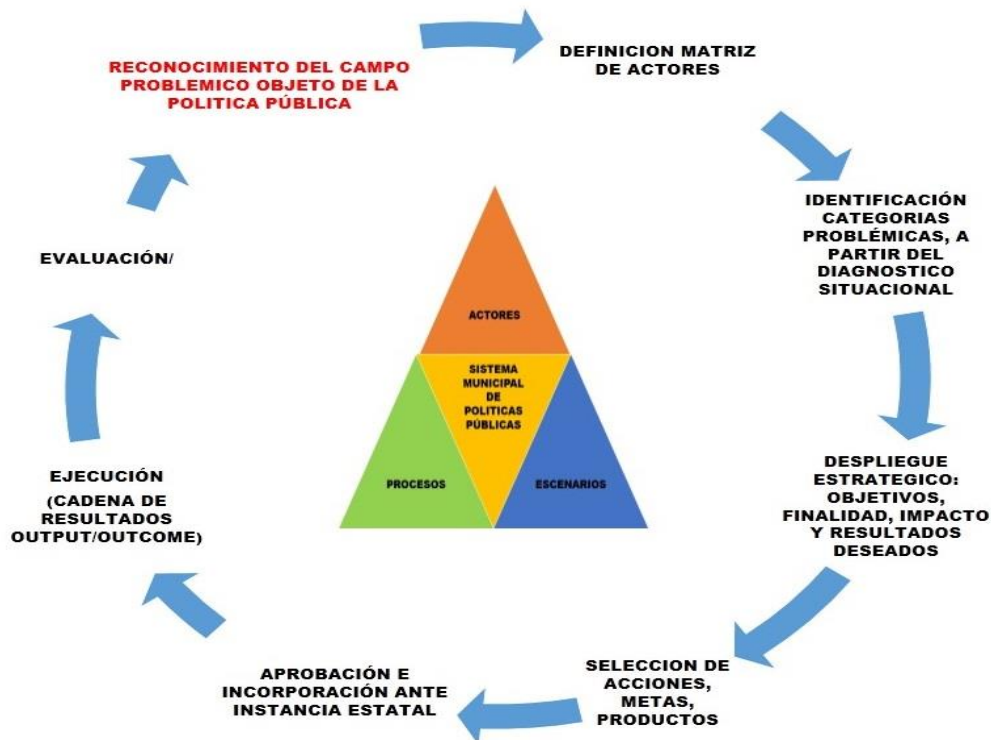 RECONOCIMIENTO DEL CAMPO
PROBLEMICO OBJETO DE LA
POLITICA PÚBLICA
DEFINICION MATRIZ
DE ACTORES
IDENTIFICACIÓN
CATEGORIAS
PROBLÉMICAS, A
PARTIR DEL
DIAGNOSTICO
SITUACIONAL
DESPLIEGUE
ESTRATEGICO:
OBJETIVOS,
FINALIDAD, IMPACTO
Y RESULTADOS
DESEADOS
SELECCION DE
ACCIONES,
METAS,
PRODUCTOS
APROBACIÓN E
INCORPORACIÓN ANTE
INSTANCIA ESTATAL
EJECUCIÓN
(CADENA DE
RESULTADOS
OUTPUT/OUTCOME)
EVALUACIÓN/
ACTORES
SISTEMA
MUNICIPAL
DE
POLITICAS
PÚBLICAS
PROCESOS
ESCENARIOS